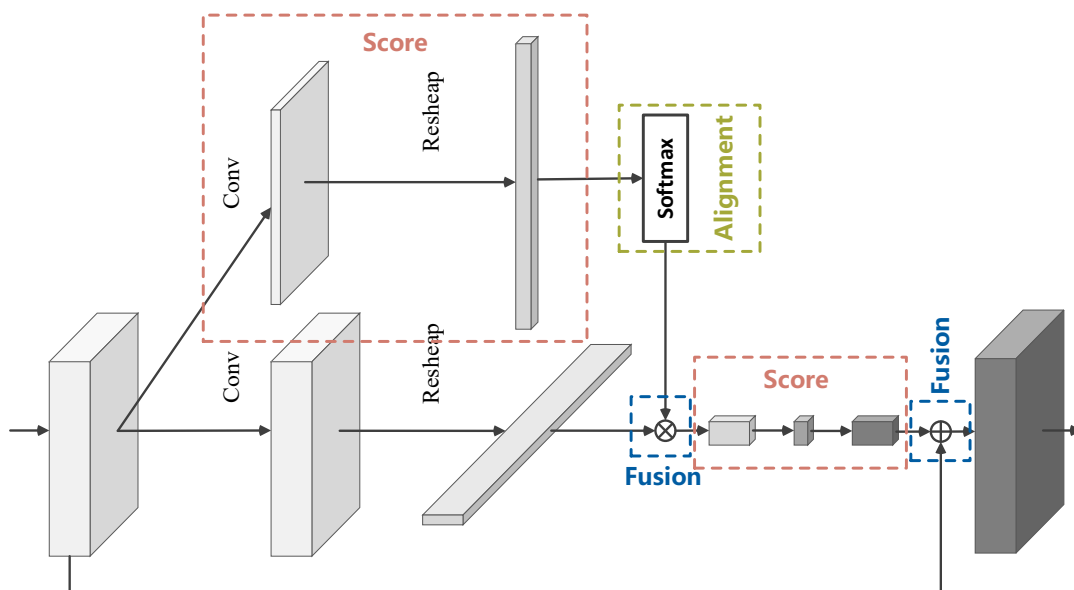 Score
Conv
Resheap
Softmax
Alignment
Conv
Resheap
Fusion
Score
Fusion